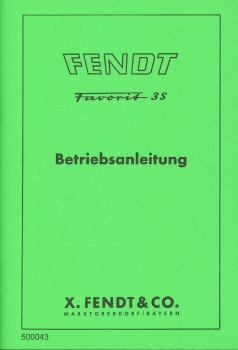 FENDT
Favorit 3S
Betriebsanleitung
X. FENDT & CO.
MARKTOBERDORF/BAYERN
500043